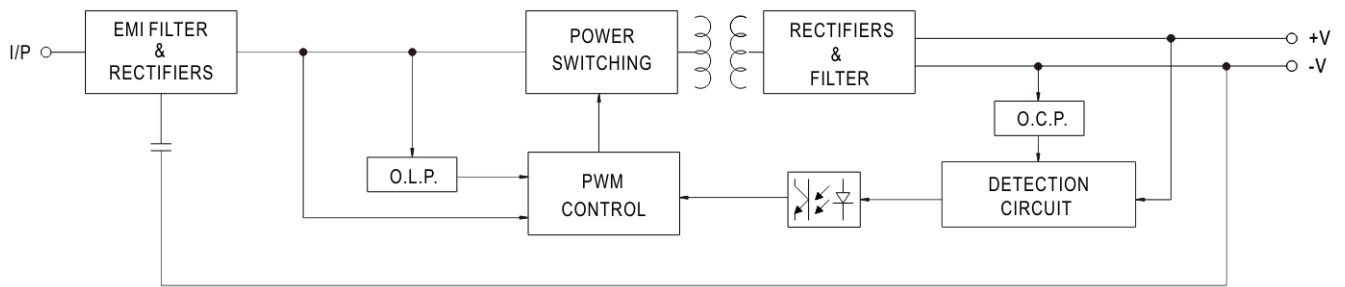 I/P
EMI FILTER
&
RECTIFIERS
POWER
SWITCHING
RECTIFIERS
&
FILTER
+V
-V
O.C.P.
O.L.P.
PWM
CONTROL
DETECTION
CIRCUIT